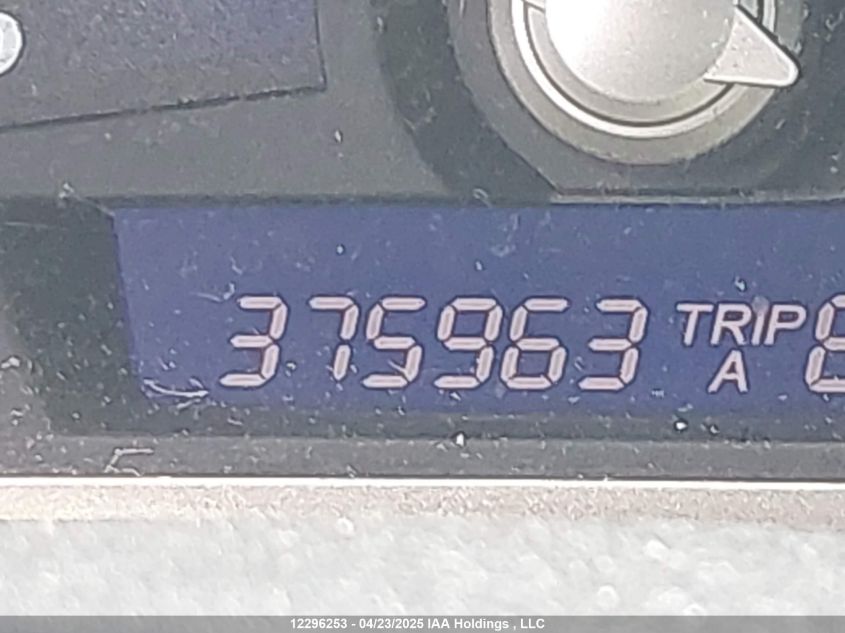 375963 TRIP
A
12296253 - 04/23/2025 IAA Holdings , LLC